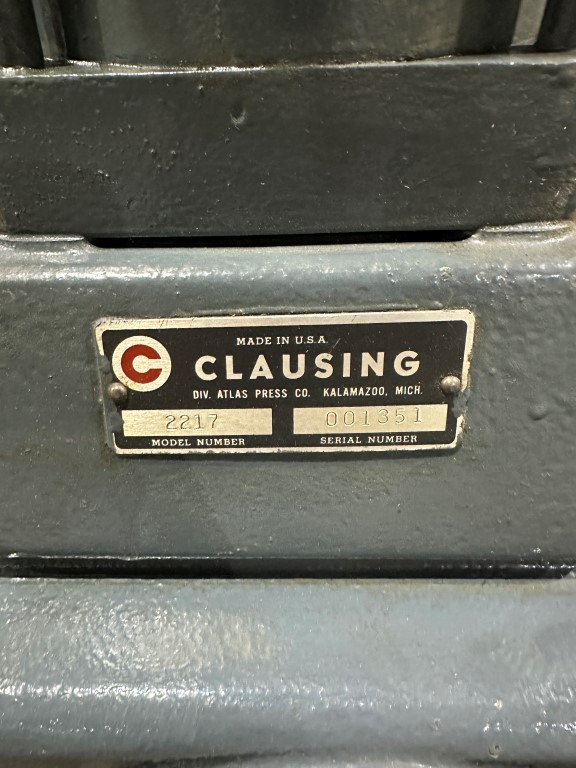 MADE IN U.S.A.
C CLAUSING
DIV. ATLAS PRESS CO. KALAMAZOO, MICH.
2217 001351
MODEL NUMBER SERIAL NUMBER